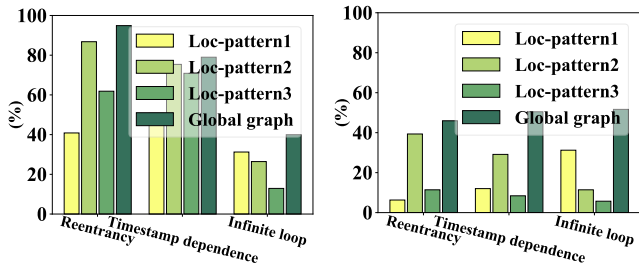 100
80
60
40
20
0
(%)
Loc-pattern1
Loc-pattern2
Loc-pattern3
Global graph
Reentrancy
Timestamp dependence
Infinite loop
100
80
60
40
20
0
(%)
Loc-pattern1
Loc-pattern2
Loc-pattern3
Global graph
Reentrancy
Timestamp dependence
Infinite loop